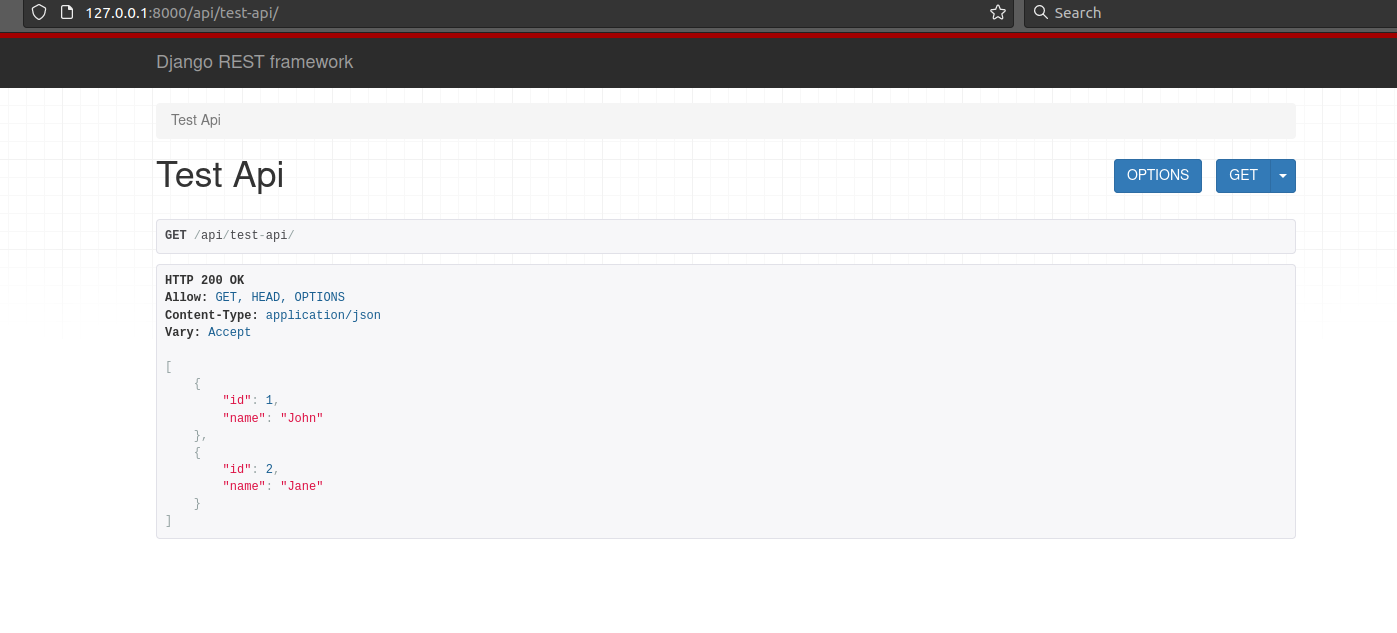 127.0.0.1:8000/api/test-api/ Search
Django REST framework
Test Api
Test Api OPTIONS GET
GET /api/test-api/
HTTP 200 OK
Allow: GET, HEAD, OPTIONS
Content-Type: application/json
Vary: Accept
[
    {
        "id": 1,
        "name": "John"
    },
    {
        "id": 2,
        "name": "Jane"
    }
]